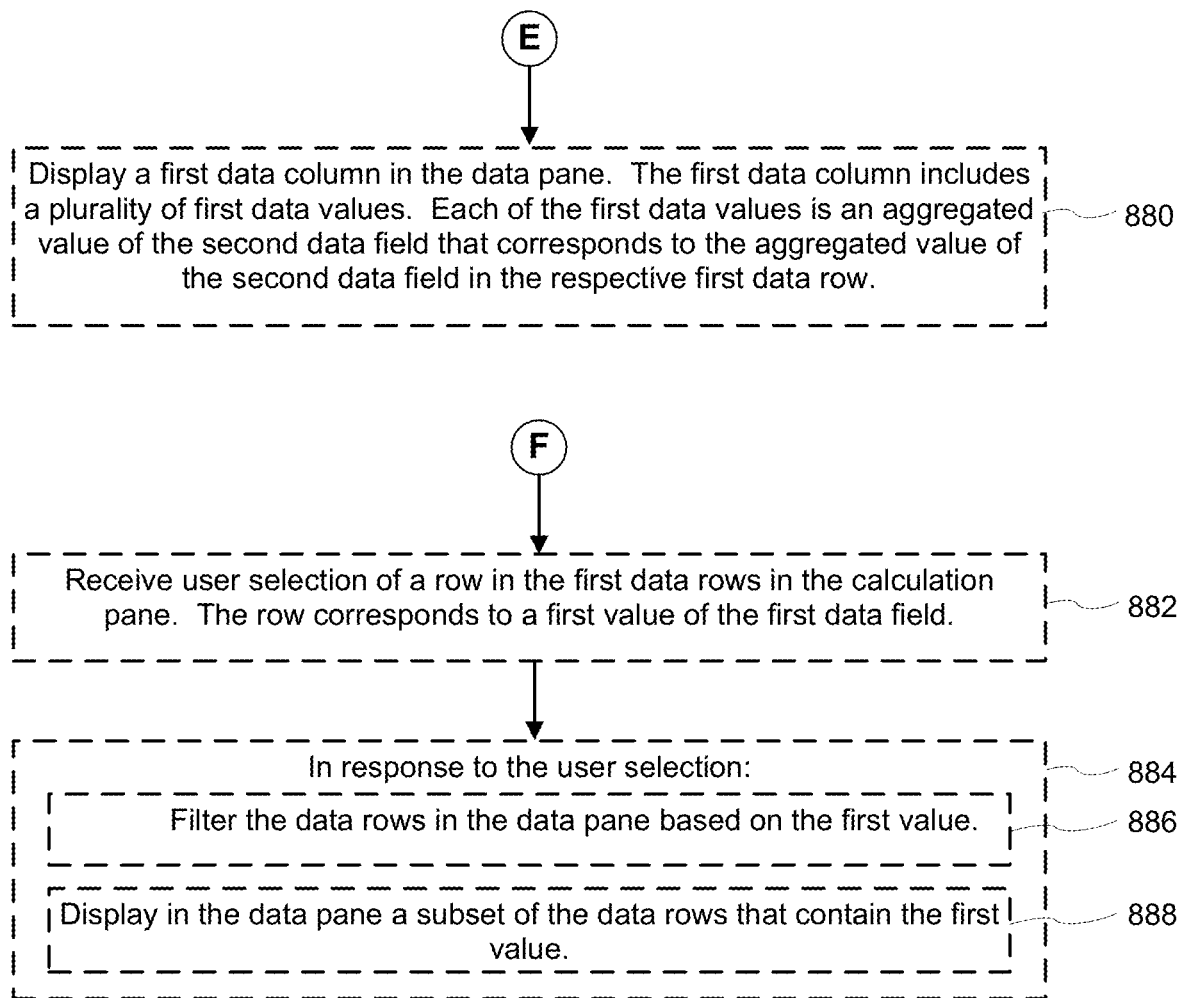 E
Display a first data column in the data pane.  The first data column includes
a plurality of first data values.  Each of the first data values is an aggregated
value of the second data field that corresponds to the aggregated value of
the second data field in the respective first data row.
880
F
Receive user selection of a row in the first data rows in the calculation
pane.  The row corresponds to a first value of the first data field.
882
In response to the user selection:
884
Filter the data rows in the data pane based on the first value.
886
Display in the data pane a subset of the data rows that contain the first
value.
888